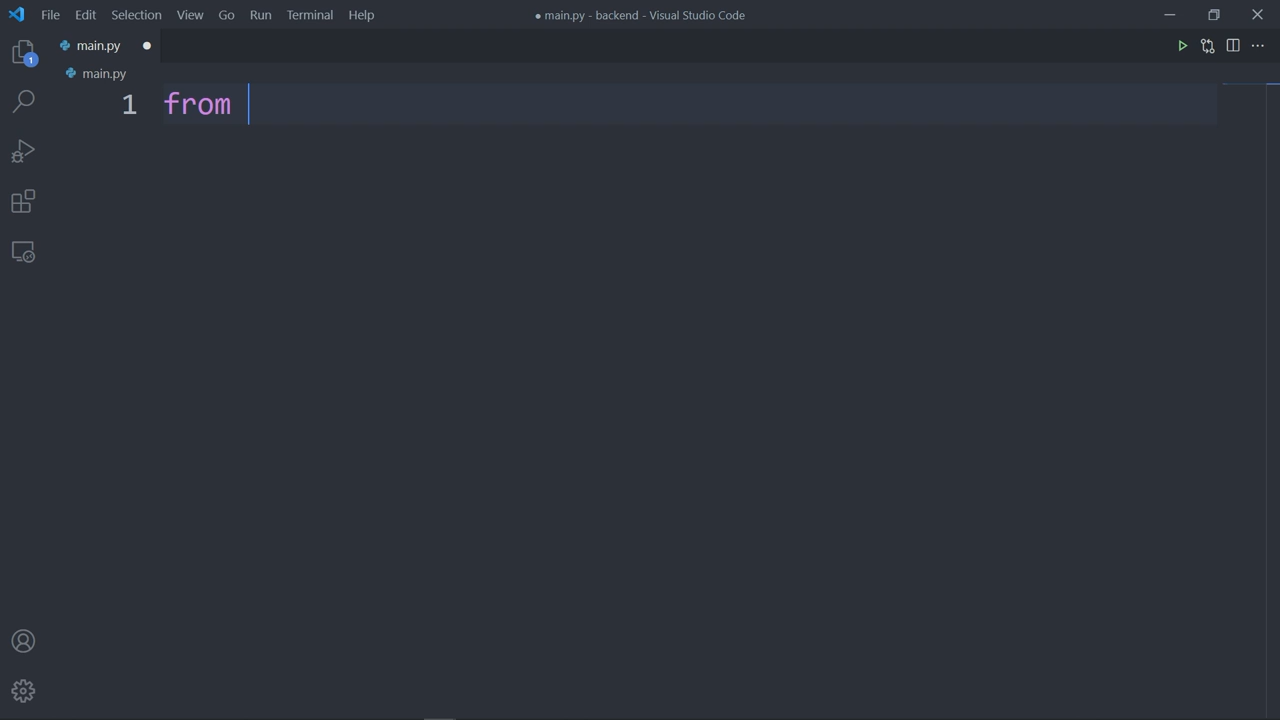 File Edit Selection View Go Run Terminal Help ● main.py - backend - Visual Studio Code
main.py
main.py
1
1 from